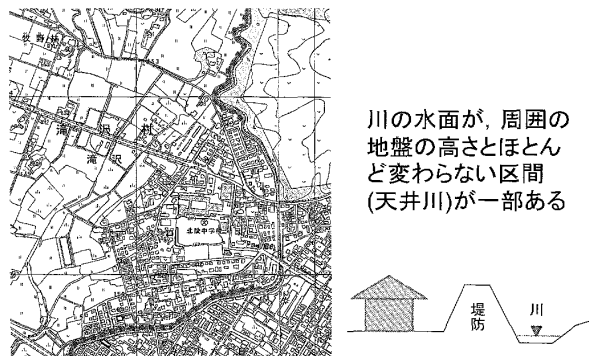 牧野林
滝沢村
滝沢
北陵中学校
川の水面が，周囲の
地盤の高さとほとん
ど変わらない区間
(天井川)が一部ある
堤防
川